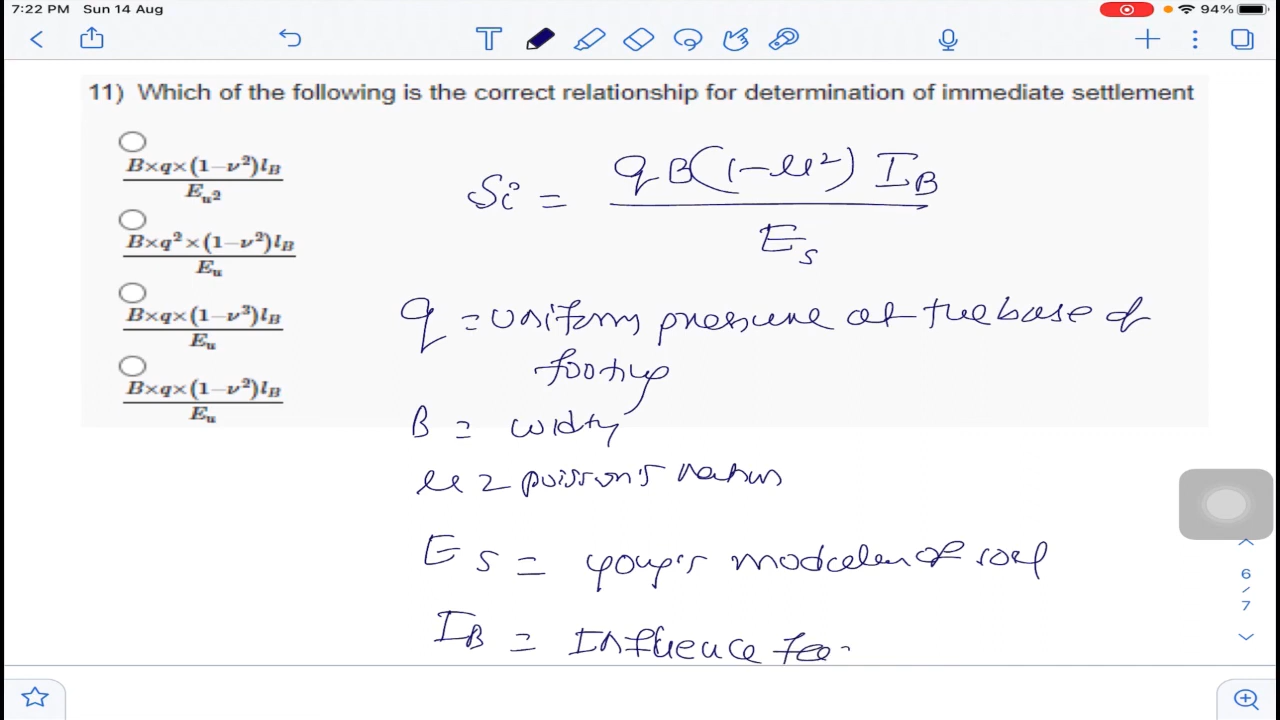 7:22 PM Sun 14 Aug
94%
11) Which of the following is the correct relationship for determination of immediate settlement
B×q×(1−ν²)I_B / E_u²
B×q²×(1−ν²)I_B / E_u
B×q×(1−ν³)I_B / E_u
B×q×(1−ν²)I_B / E_u
Si = qB(1-μ²) I_B / E_s
q = uniform pressure at the base of
footing
B = width
μ = poisson's ration
E_s = young's modulus of soil
I_B = Influence
6
/
7